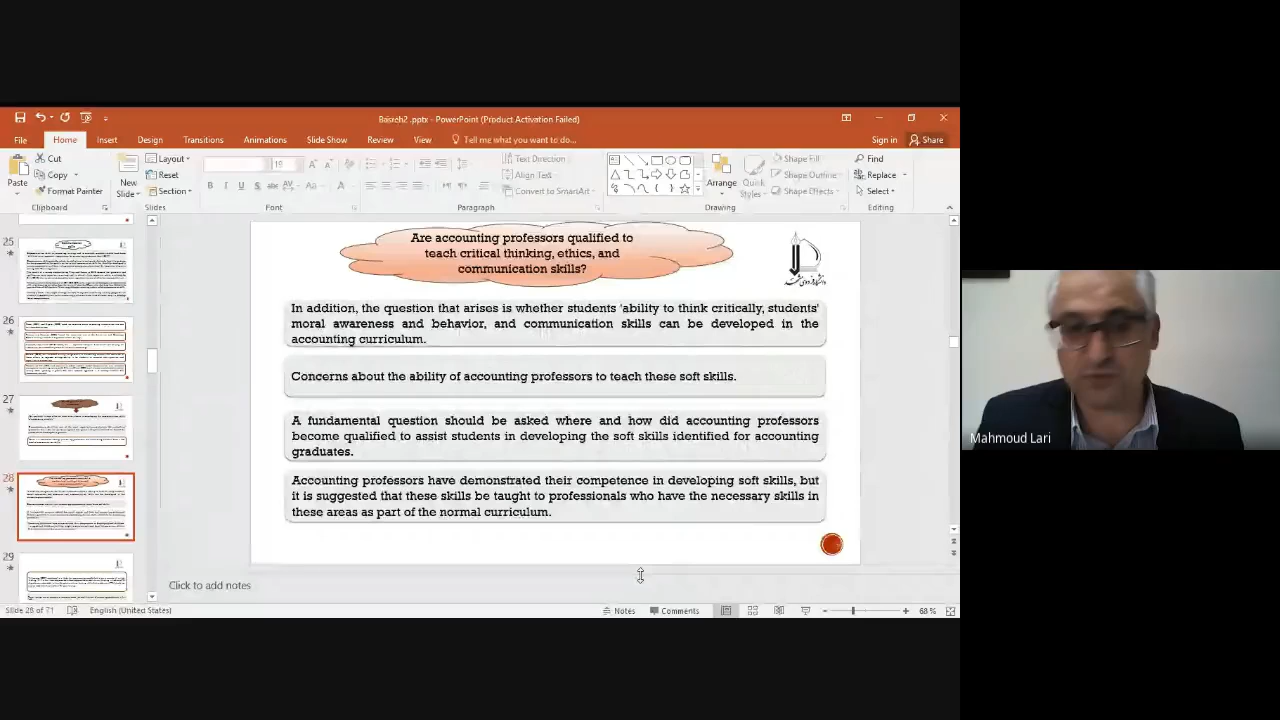 Basreh2 .pptx - PowerPoint (Product Activation Failed)
File Home Insert Design Transitions Animations Slide Show Review View Tell me what you want to do... Sign in Share
Paste Cut Copy Format Painter
New Slide Layout Reset Section
19
Text Direction Align Text Convert to SmartArt
Arrange Quick Styles Shape Fill Shape Outline Shape Effects
Find Replace Select
Clipboard Slides Font Paragraph Drawing Editing
25
26
27
28
29
Are accounting professors qualified to
teach critical thinking, ethics, and
communication skills?
In addition, the question that arises is whether students 'ability to think critically, students'
moral awareness and behavior, and communication skills can be developed in the
accounting curriculum.
Concerns about the ability of accounting professors to teach these soft skills.
A fundamental question should be asked where and how did accounting professors
become qualified to assist students in developing the soft skills identified for accounting
graduates.
Accounting professors have demonstrated their competence in developing soft skills, but
it is suggested that these skills be taught to professionals who have the necessary skills in
these areas as part of the normal curriculum.
Click to add notes
Slide 28 of 71 English (United States) Notes Comments 68 %
Mahmoud Lari